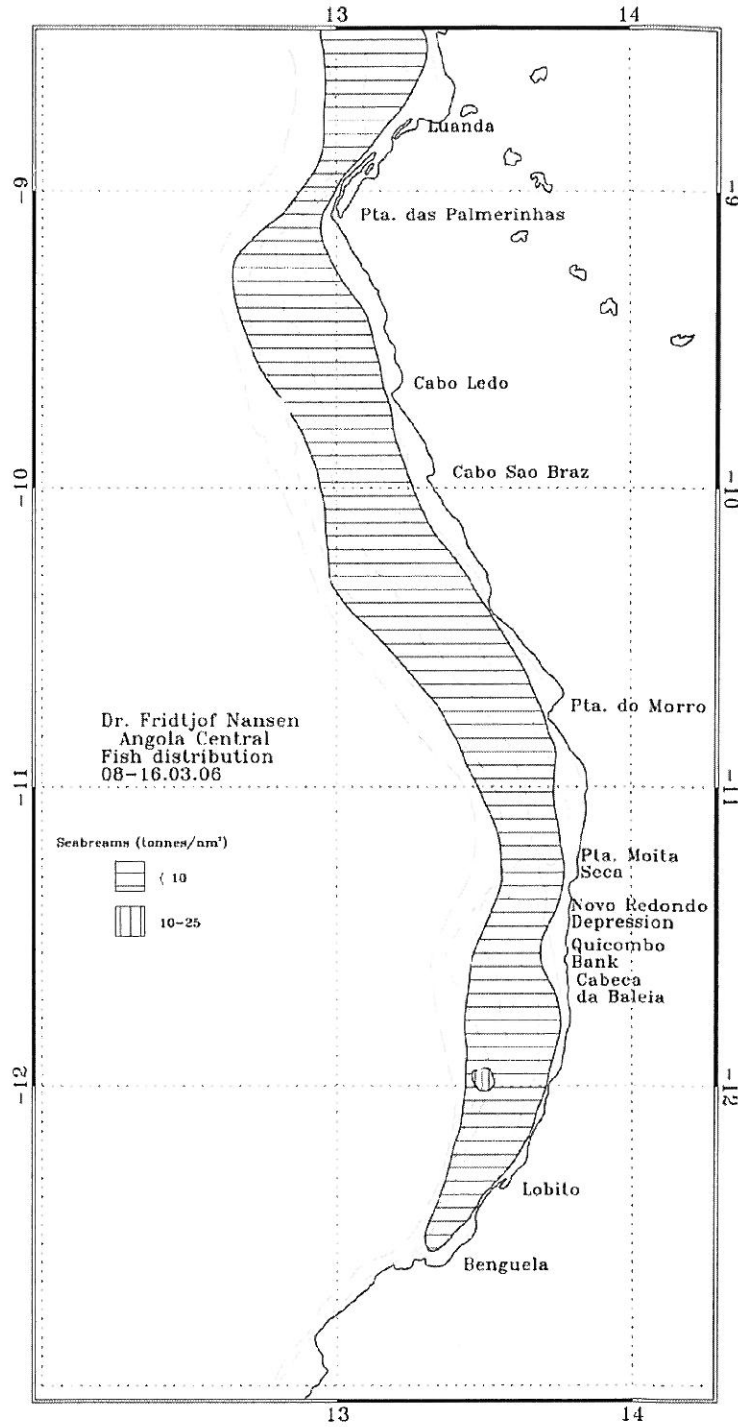 13
14
Luanda
-9
-9
Pta. das Palmerinhas
Cabo Ledo
Cabo Sao Braz
-10
-10
Pta. do Morro
Dr. Fridtjof Nansen
Angola Central
Fish distribution
08-16.03.06
-11
-11
Seabreams (tonnes/nm²)
< 10
10-25
Pta. Moita
Seca
Novo Redondo
Depression
Quicombo
Bank
Cabeca
da Baleia
-12
-12
Lobito
Benguela
13
14